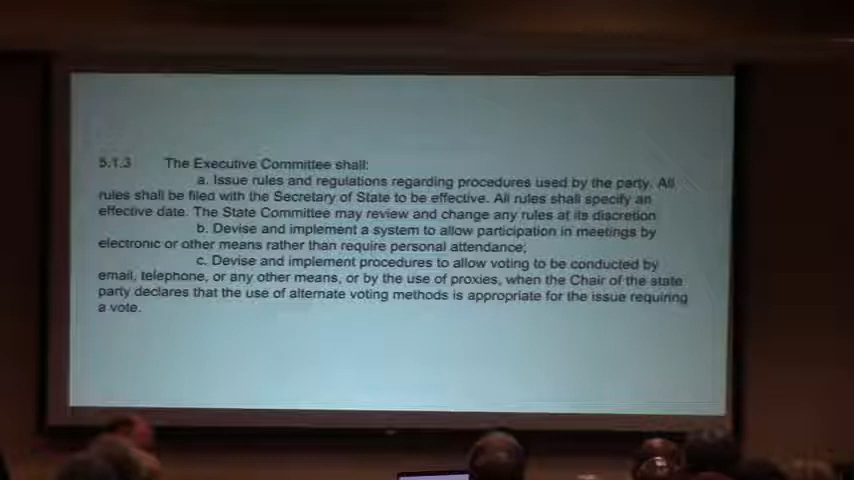 5.1.3 The Executive Committee shall:
a. Issue rules and regulations regarding procedures used by the party. All
rules shall be filed with the Secretary of State to be effective. All rules shall specify an
effective date. The State Committee may review and change any rules at its discretion
b. Devise and implement a system to allow participation in meetings by
electronic or other means rather than require personal attendance;
c. Devise and implement procedures to allow voting to be conducted by
email, telephone, or any other means, or by the use of proxies, when the Chair of the state
party declares that the use of alternate voting methods is appropriate for the issue requiring
a vote.